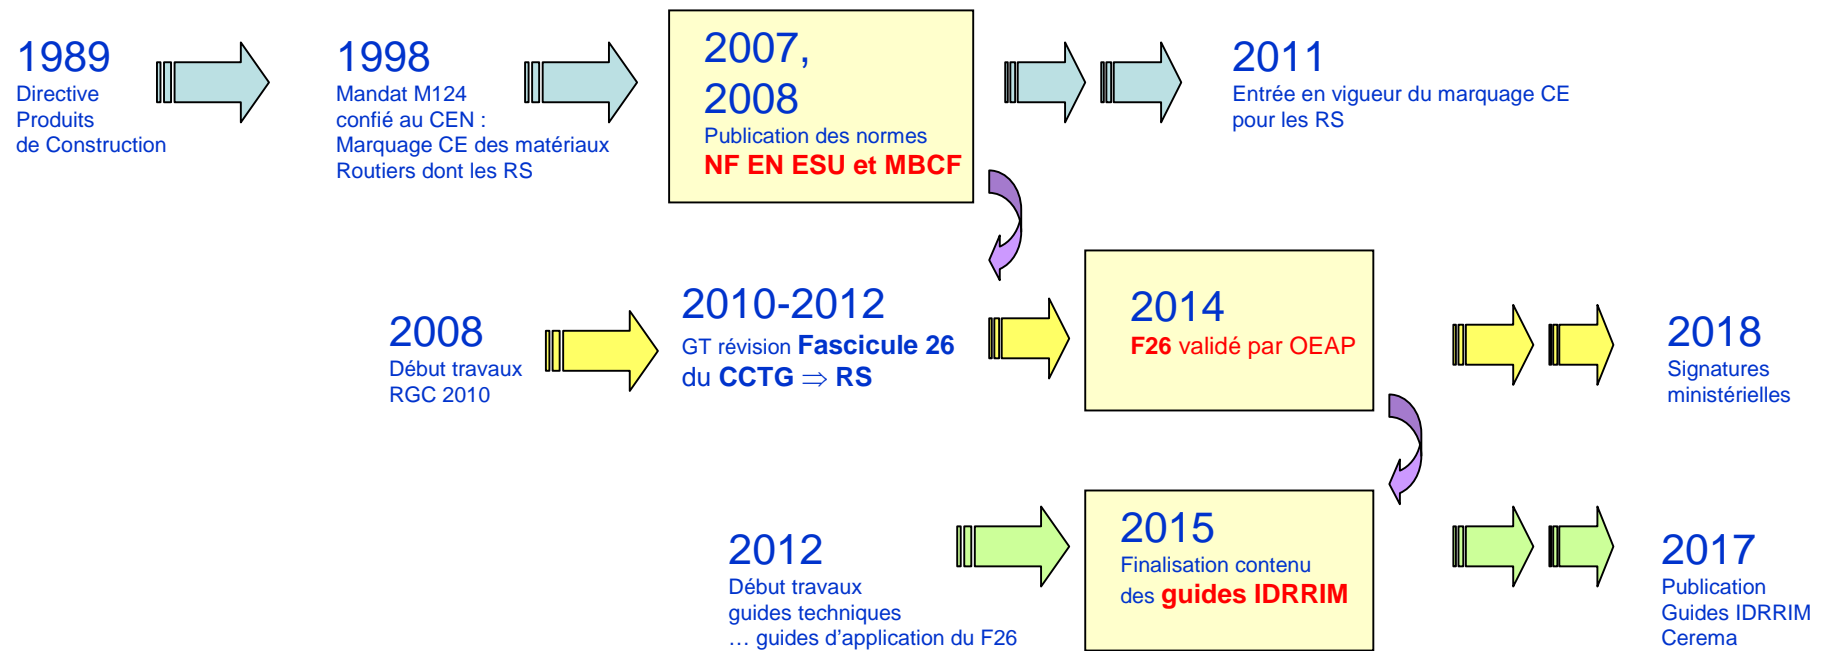 1989
Directive
Produits
de Construction
1998
Mandat M124
confié au CEN :
Marquage CE des matériaux
Routiers dont les RS
2007,
2008
Publication des normes
NF EN ESU et MBCF
2011
Entrée en vigueur du marquage CE
pour les RS
2008
Début travaux
RGC 2010
2010-2012
GT révision Fascicule 26
du CCTG ⇒ RS
2014
F26 validé par OEAP
2018
Signatures
ministérielles
2012
Début travaux
guides techniques
… guides d'application du F26
2015
Finalisation contenu
des guides IDRRIM
2017
Publication
Guides IDRRIM
Cerema